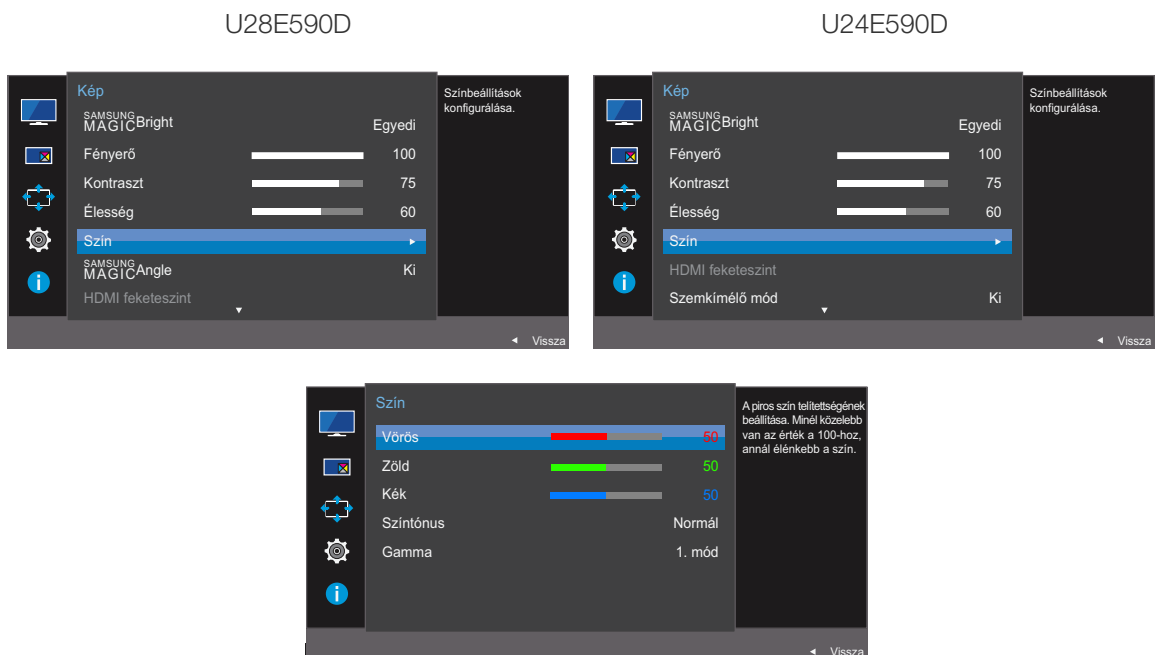 U28E590D
Kép
SAMSUNG MAGIC Bright Egyedi
Fényerő 100
Kontraszt 75
Élesség 60
Szín
SAMSUNG MAGIC Angle Ki
HDMI feketeszint
Színbeállítások
konfigurálása.
Vissza
U24E590D
Kép
SAMSUNG MAGIC Bright Egyedi
Fényerő 100
Kontraszt 75
Élesség 60
Szín
HDMI feketeszint
Szemkímélő mód Ki
Színbeállítások
konfigurálása.
Vissza
Szín
Vörös 50
Zöld 50
Kék 50
Színtónus Normál
Gamma 1. mód
A piros szín telítettségének
beállítása. Minél közelebb
van az érték a 100-hoz,
annál élénkebb a szín.
Vissza